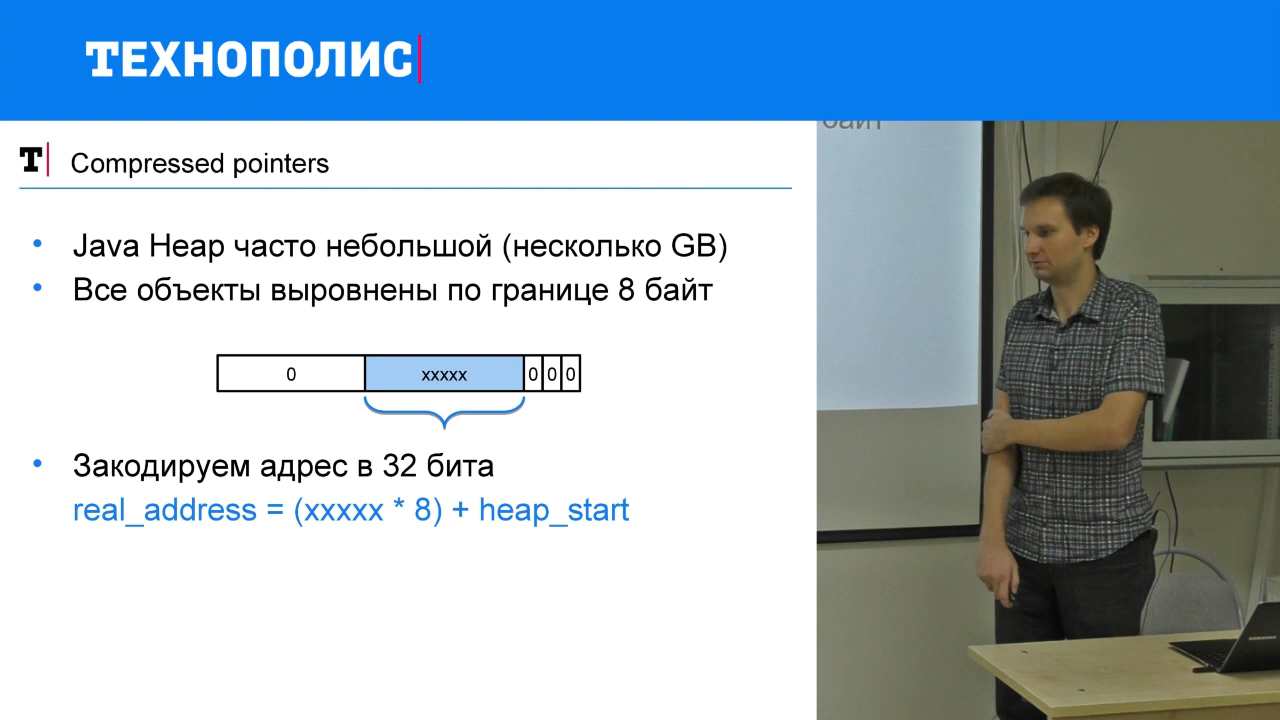 ТЕХНОПОЛИС
T Compressed pointers
байт
• Java Heap часто небольшой (несколько GB)
• Все объекты выровнены по границе 8 байт
0 xxxxx 0 0 0
• Закодируем адрес в 32 бита
real_address = (xxxxx * 8) + heap_start